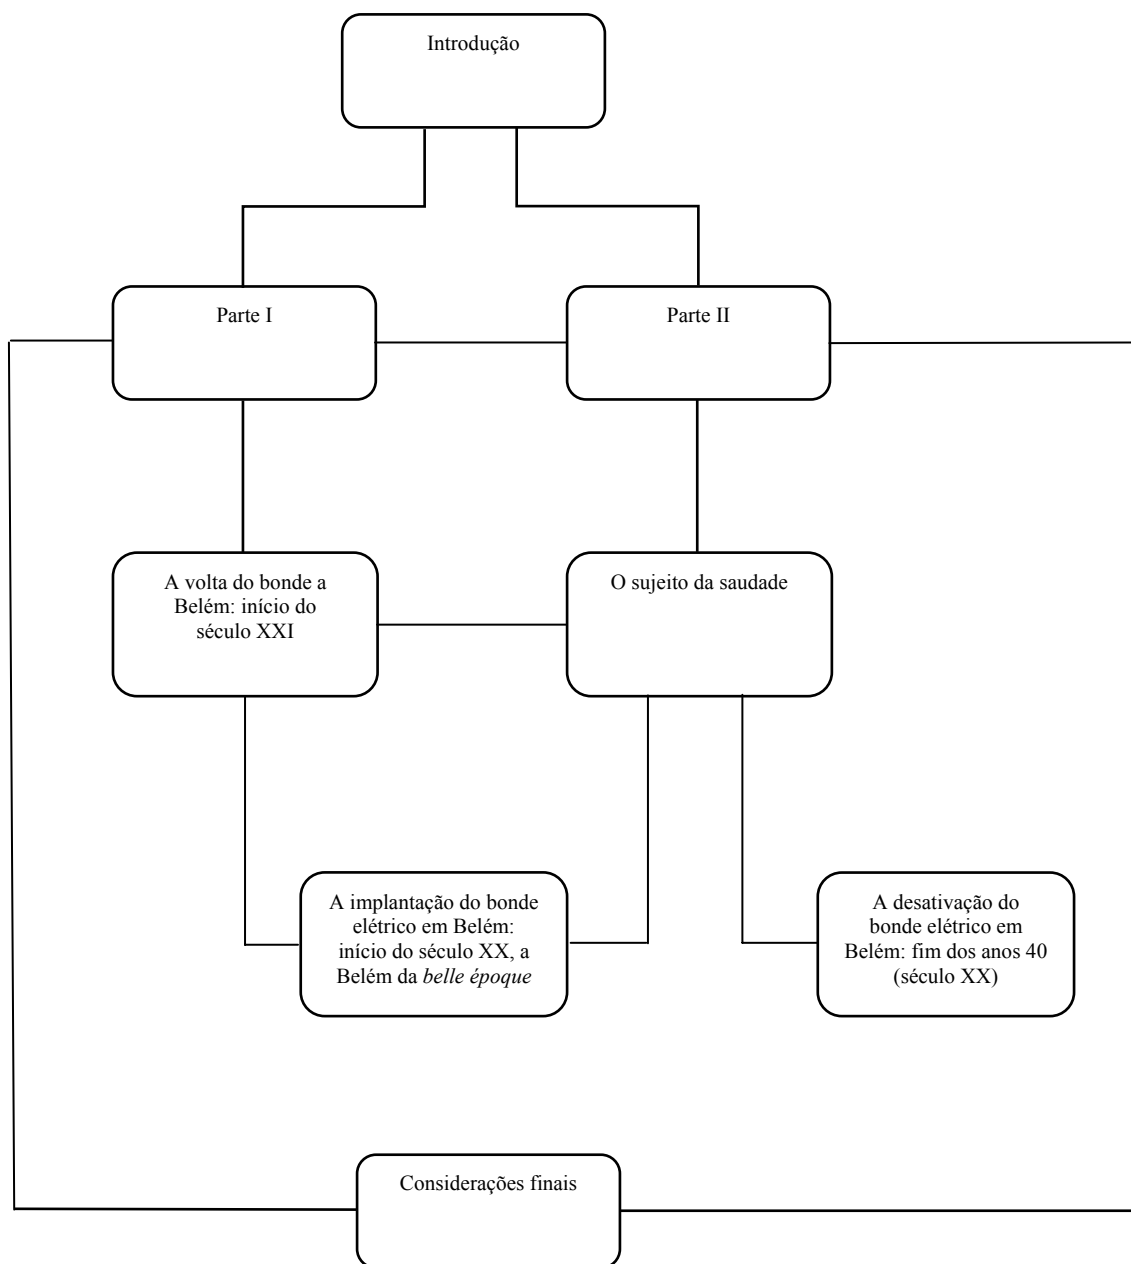 Introdução
Parte I
Parte II
A volta do bonde a
Belém: início do
século XXI
O sujeito da saudade
A implantação do bonde
elétrico em Belém:
início do século XX, a
Belém da belle époque
A desativação do
bonde elétrico em
Belém: fim dos anos 40
(século XX)
Considerações finais